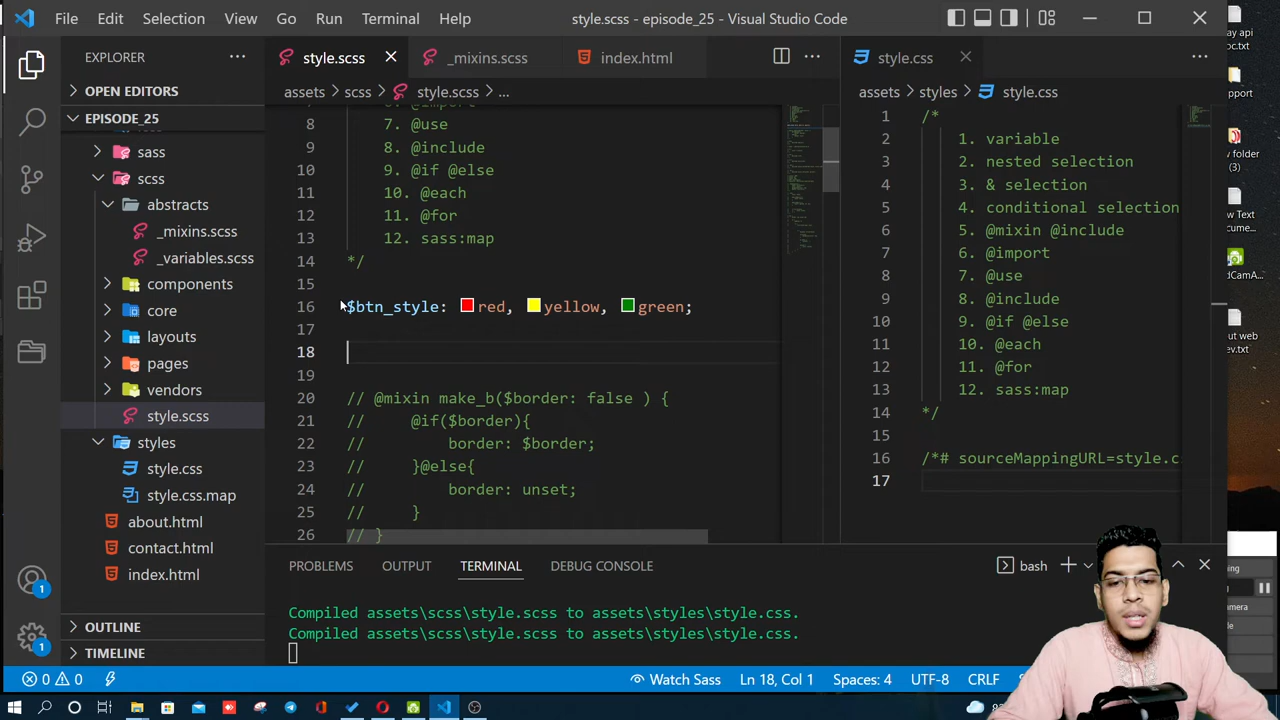 File Edit Selection View Go Run Terminal Help style.scss - episode_25 - Visual Studio Code
EXPLORER
OPEN EDITORS
EPISODE_25
sass
scss
abstracts
_mixins.scss
_variables.scss
components
core
layouts
pages
vendors
style.scss
styles
style.css
style.css.map
about.html
contact.html
index.html
OUTLINE
TIMELINE
style.scss _mixins.scss index.html
assets > scss > style.scss > ...
8 7. @use
9 8. @include
10 9. @if @else
11 10. @each
12 11. @for
13 12. sass:map
14 */
15
16 $btn_style: red, yellow, green;
17
18
19
20 // @mixin make_b($border: false ) {
21 // @if($border){
22 // border: $border;
23 // }@else{
24 // border: unset;
25 // }
26 // }
style.css
assets > styles > style.css
1 /*
2 1. variable
3 2. nested selection
4 3. & selection
5 4. conditional selection
6 5. @mixin @include
7 6. @import
8 7. @use
9 8. @include
10 9. @if @else
11 10. @each
12 11. @for
13 12. sass:map
14 */
15
16 /*# sourceMappingURL=style.c
17
PROBLEMS OUTPUT TERMINAL DEBUG CONSOLE bash
Compiled assets\scss\style.scss to assets\styles\style.css.
Compiled assets\scss\style.scss to assets\styles\style.css.
0 0 Watch Sass Ln 18, Col 1 Spaces: 4 UTF-8 CRLF
1
1